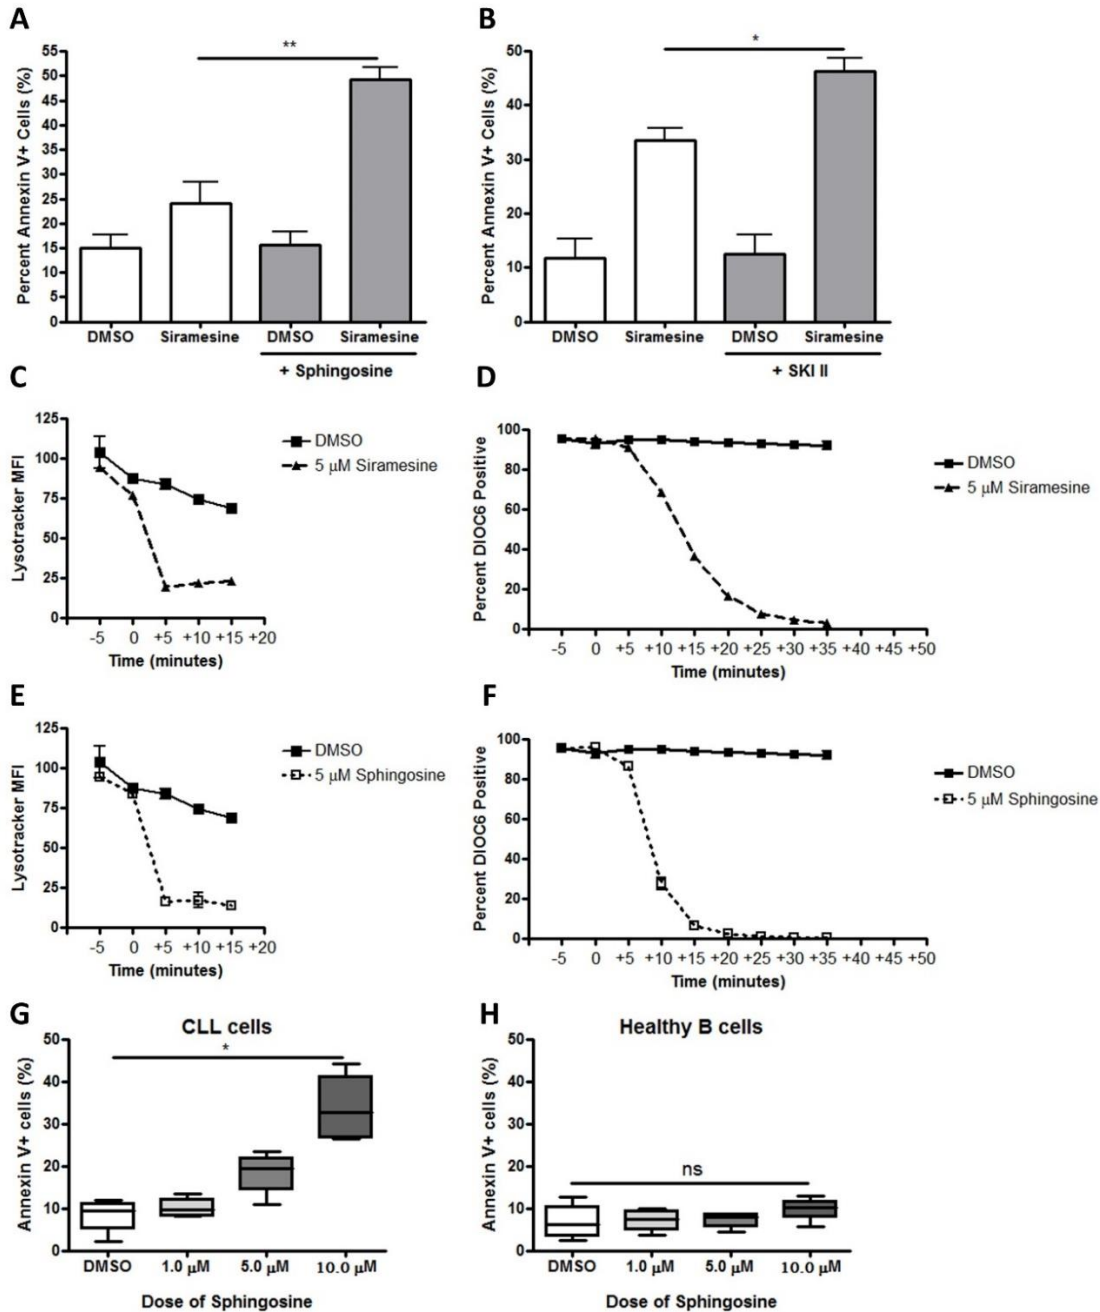 A
**
Percent Annexin V+ Cells (%)
55
50
45
40
35
30
25
20
15
10
5
0
DMSO Siramesine DMSO Siramesine
+ Sphingosine
B
*
Percent Annexin V+ Cells (%)
50
40
30
20
10
0
DMSO Siramesine DMSO Siramesine
+ SKI II
C
Lysotracker MFI
125
100
75
50
25
0
-5 0 +5 +10 +15 +20
Time (minutes)
DMSO
5 µM Siramesine
D
Percent DIOC6 Positive
100
80
60
40
20
0
-5 0 +5 +10 +15 +20 +25 +30 +35 +40 +45 +50
Time (minutes)
DMSO
5 µM Siramesine
E
Lysotracker MFI
125
100
75
50
25
0
-5 0 +5 +10 +15 +20
Time (minutes)
DMSO
5 µM Sphingosine
F
Percent DIOC6 Positive
100
80
60
40
20
0
-5 0 +5 +10 +15 +20 +25 +30 +35 +40 +45 +50
Time (minutes)
DMSO
5 µM Sphingosine
G
CLL cells
*
Annexin V+ cells (%)
50
40
30
20
10
0
DMSO 1.0 µM 5.0 µM 10.0 µM
Dose of Sphingosine
H
Healthy B cells
ns
Annexin V+ cells (%)
50
40
30
20
10
0
DMSO 1.0 µM 5.0 µM 10.0 µM
Dose of Sphingosine